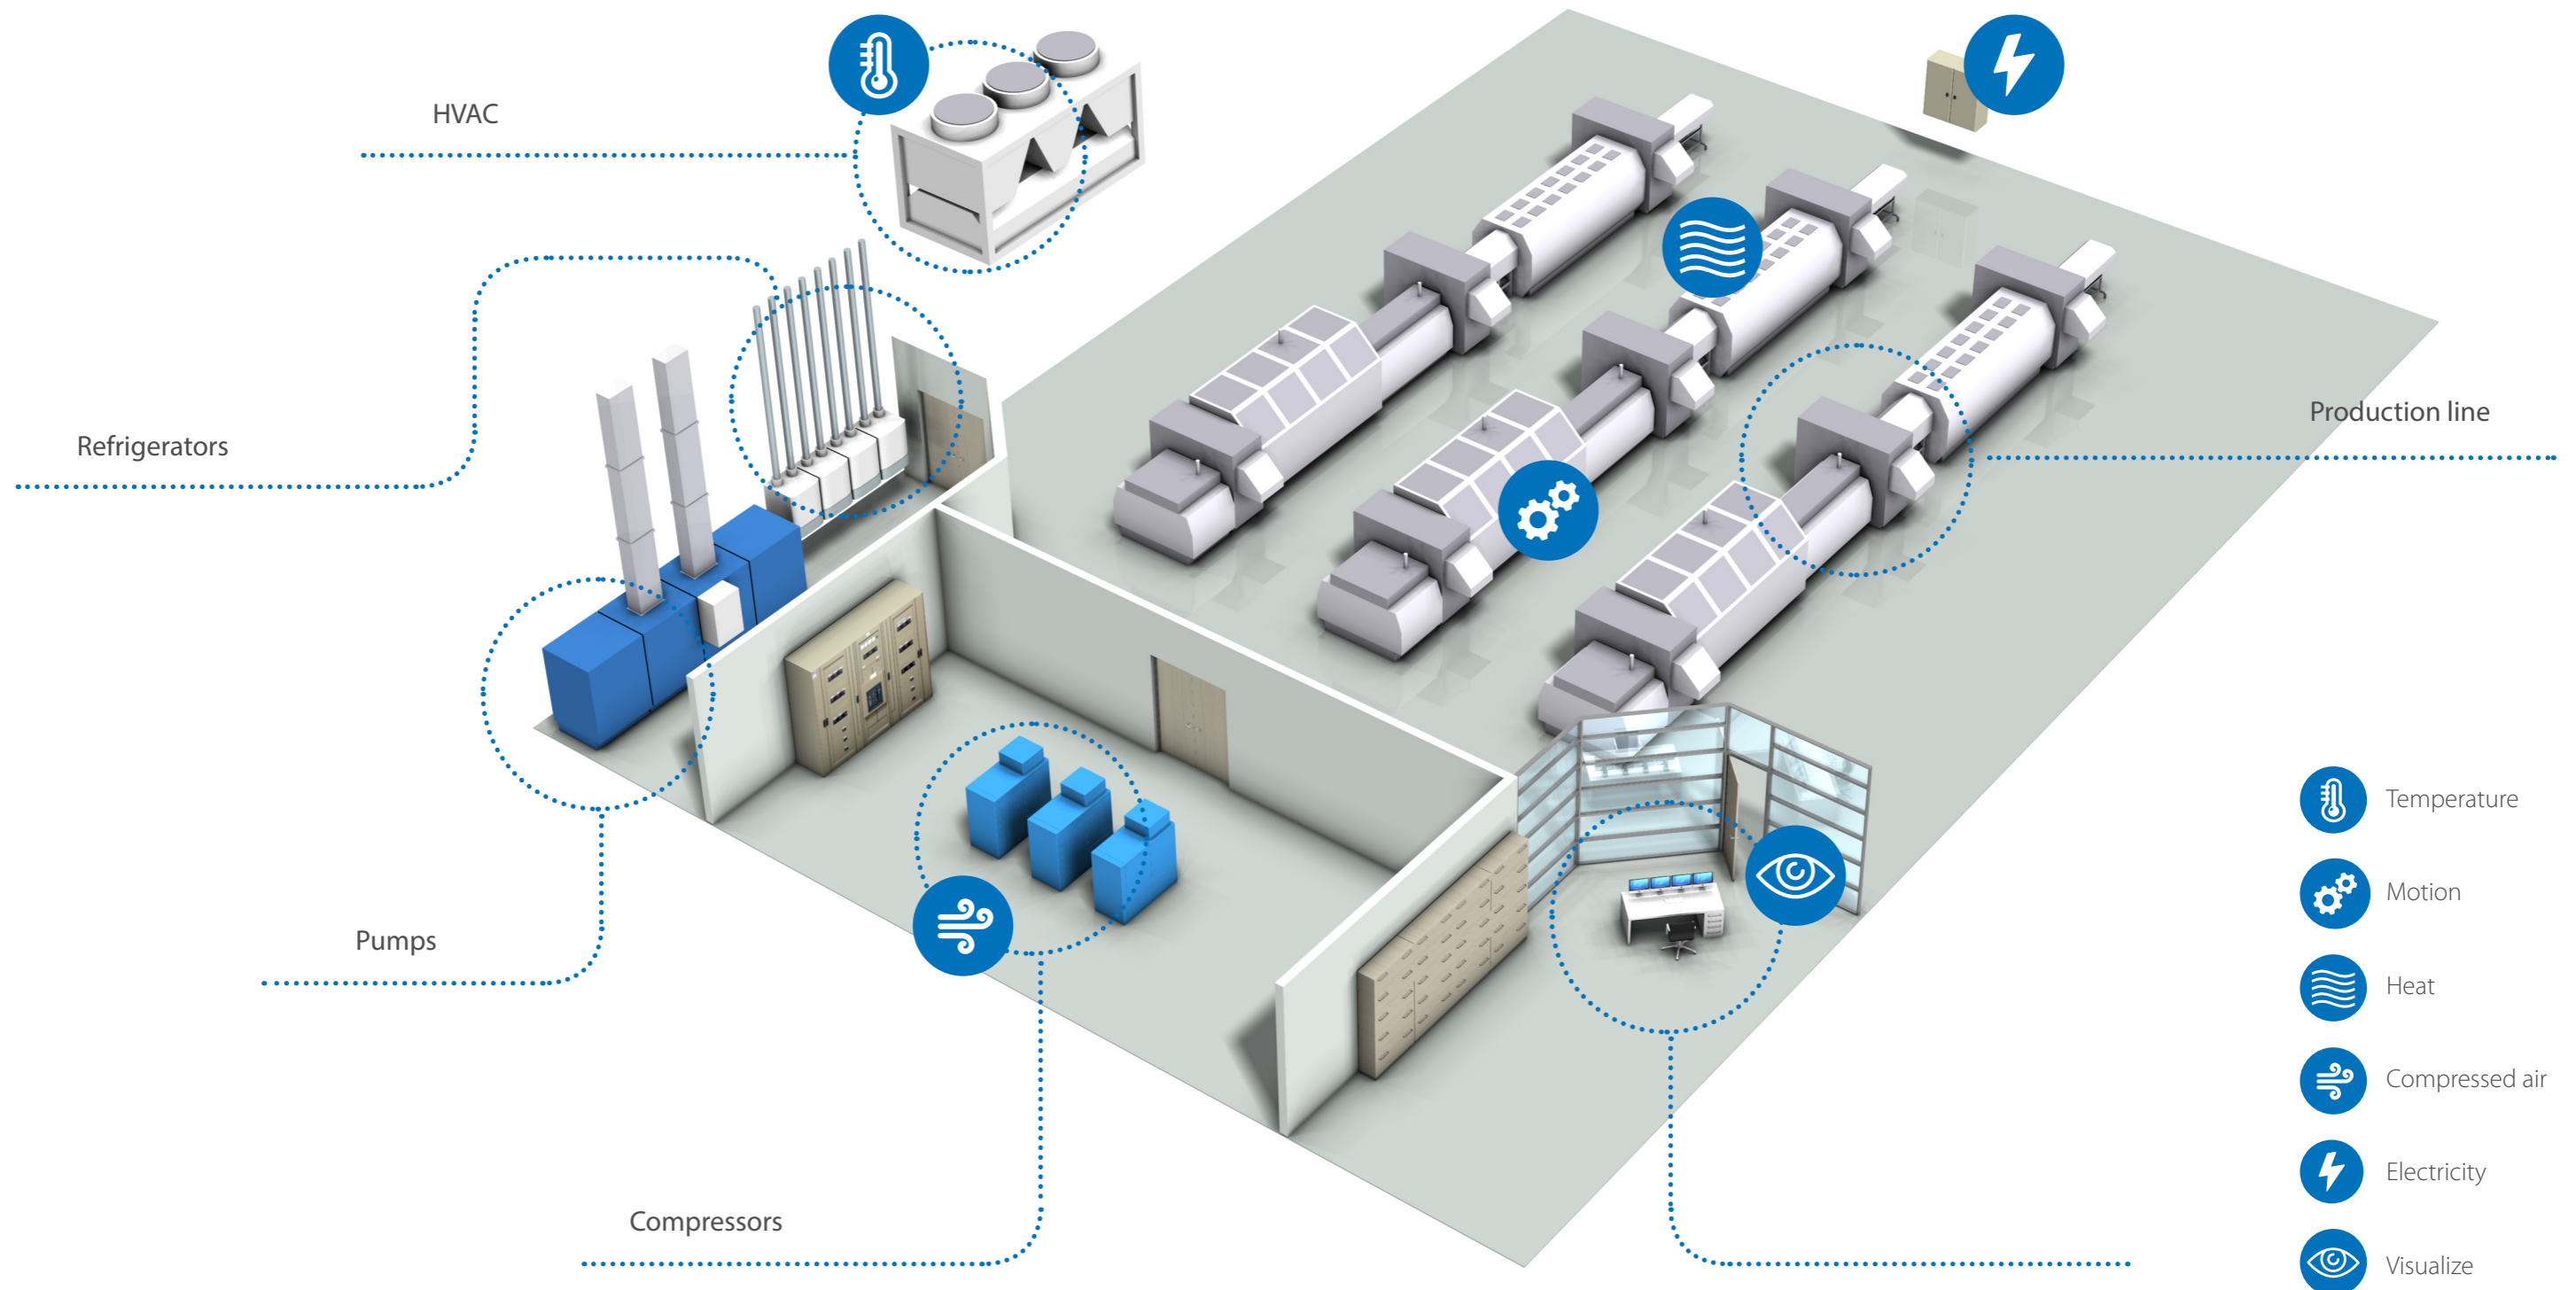 HVAC
Refrigerators
Production line
Pumps
Compressors
Temperature
Motion
Heat
Compressed air
Electricity
Visualize